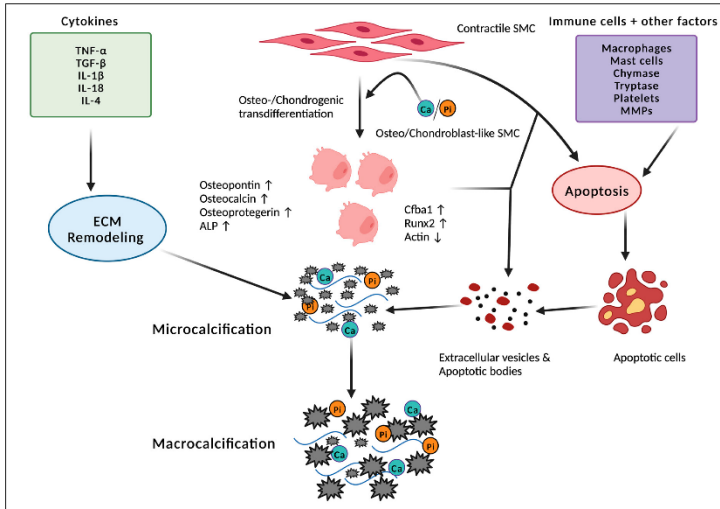 Cytokines
TNF-α
TGF-β
IL-1β
IL-18
IL-4
Contractile SMC
Immune cells + other factors
Macrophages
Mast cells
Chymase
Tryptase
Platelets
MMPs
Osteo-/Chondrogenic
transdifferentiation
Ca / Pi
Osteo/Chondroblast-like SMC
Osteopontin ↑
Osteocalcin ↑
Osteoprotegerin ↑
ALP ↑
Cfba1 ↑
Runx2 ↑
Actin ↓
Apoptosis
ECM
Remodeling
Ca
Pi
Pi
Ca
Microcalcification
Extracellular vesicles &
Apoptotic bodies
Apoptotic cells
Pi
Ca
Pi
Pi
Ca
Ca
Macrocalcification